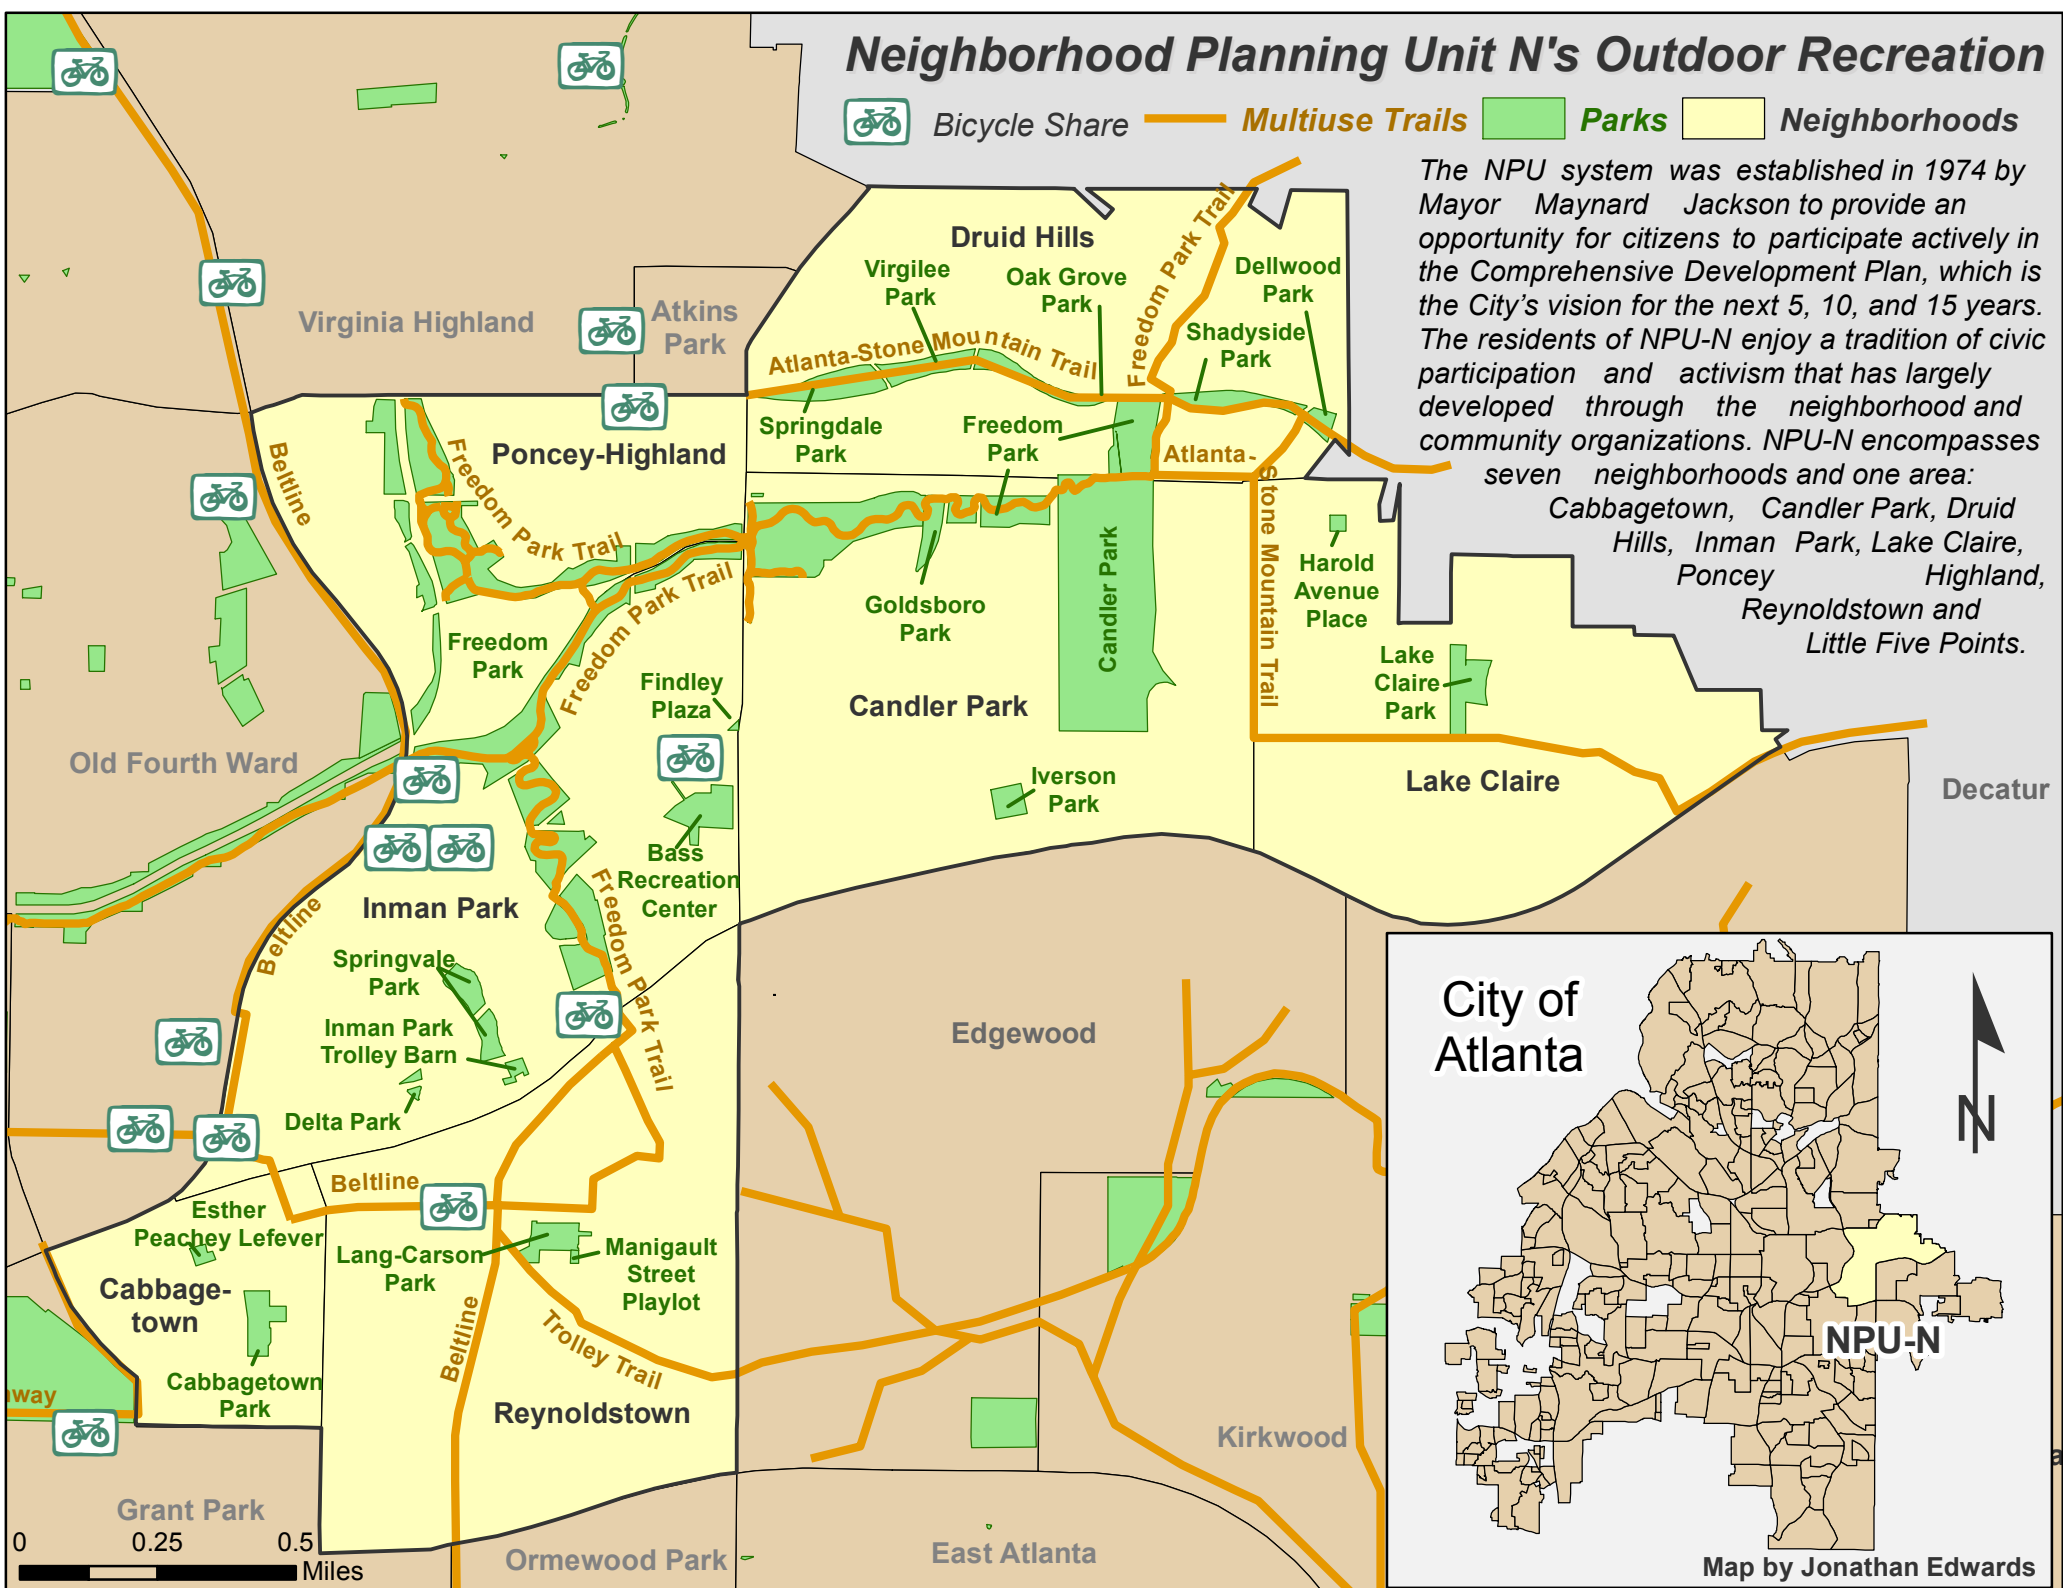 Neighborhood Planning Unit N's Outdoor Recreation
Bicycle Share
Multiuse Trails
Parks
Neighborhoods
The NPU system was established in 1974 by
Mayor Maynard Jackson to provide an
opportunity for citizens to participate actively in
the Comprehensive Development Plan, which is
the City's vision for the next 5, 10, and 15 years.
The residents of NPU-N enjoy a tradition of civic
participation and activism that has largely
developed through the neighborhood and
community organizations. NPU-N encompasses
seven neighborhoods and one area:
Cabbagetown, Candler Park, Druid
Hills, Inman Park, Lake Claire,
Poncey Highland,
Reynoldstown and
Little Five Points.
Druid Hills
Virgilee
Park
Oak Grove
Park
Freedom Park Trail
Dellwood
Park
Shadyside
Park
Virginia Highland
Atkins
Park
Atlanta-Stone Mountain Trail
Springdale
Park
Freedom
Park
Atlanta-
Stone Mountain Trail
Beltline
Poncey-Highland
Freedom Park Trail
Freedom Park Trail
Freedom
Park
Goldsboro
Park
Candler Park
Harold
Avenue
Place
Lake
Claire
Park
Findley
Plaza
Candler Park
Old Fourth Ward
Iverson
Park
Lake Claire
Decatur
Bass
Recreation
Center
Inman Park
Beltline
Freedom Park Trail
Springvale
Park
Inman Park
Trolley Barn
Delta Park
Edgewood
Beltline
Esther
Peachey Lefever
Lang-Carson
Park
Manigault
Street
Playlot
Cabbage-
town
Beltline
Trolley Trail
Cabbagetown
Park
way
Reynoldstown
Kirkwood
Grant Park
Ormewood Park
East Atlanta
0 0.25 0.5
Miles
City of
Atlanta
N
NPU-N
Map by Jonathan Edwards